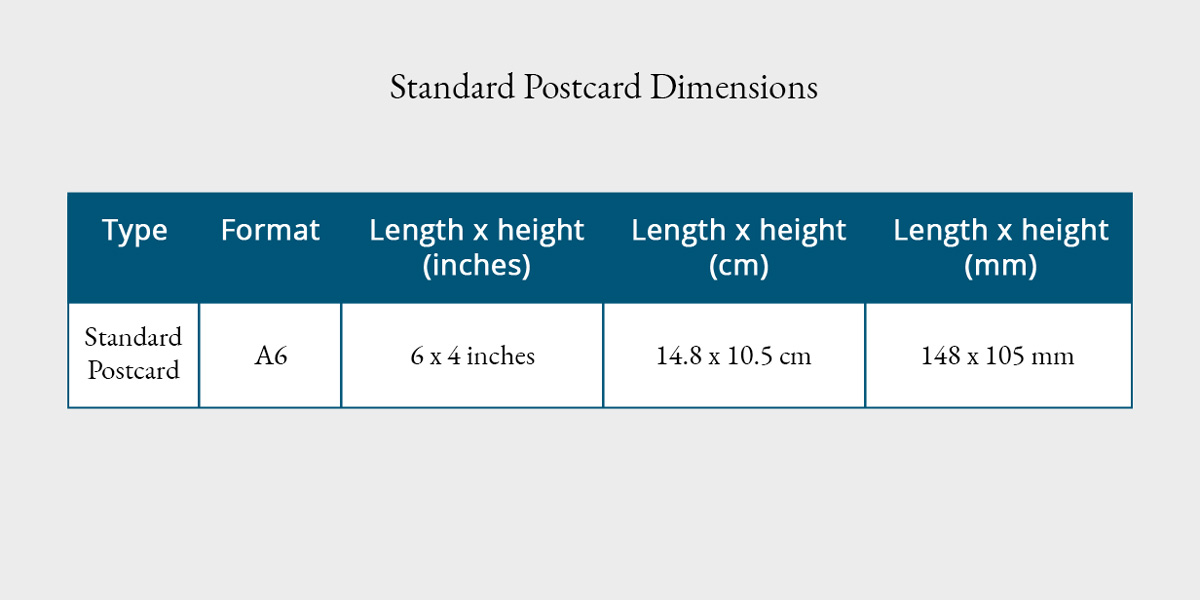 Standard Postcard Dimensions
Type
Format
Length x height
(inches)
Length x height
(cm)
Length x height
(mm)
Standard
Postcard
A6
6 x 4 inches
14.8 x 10.5 cm
148 x 105 mm